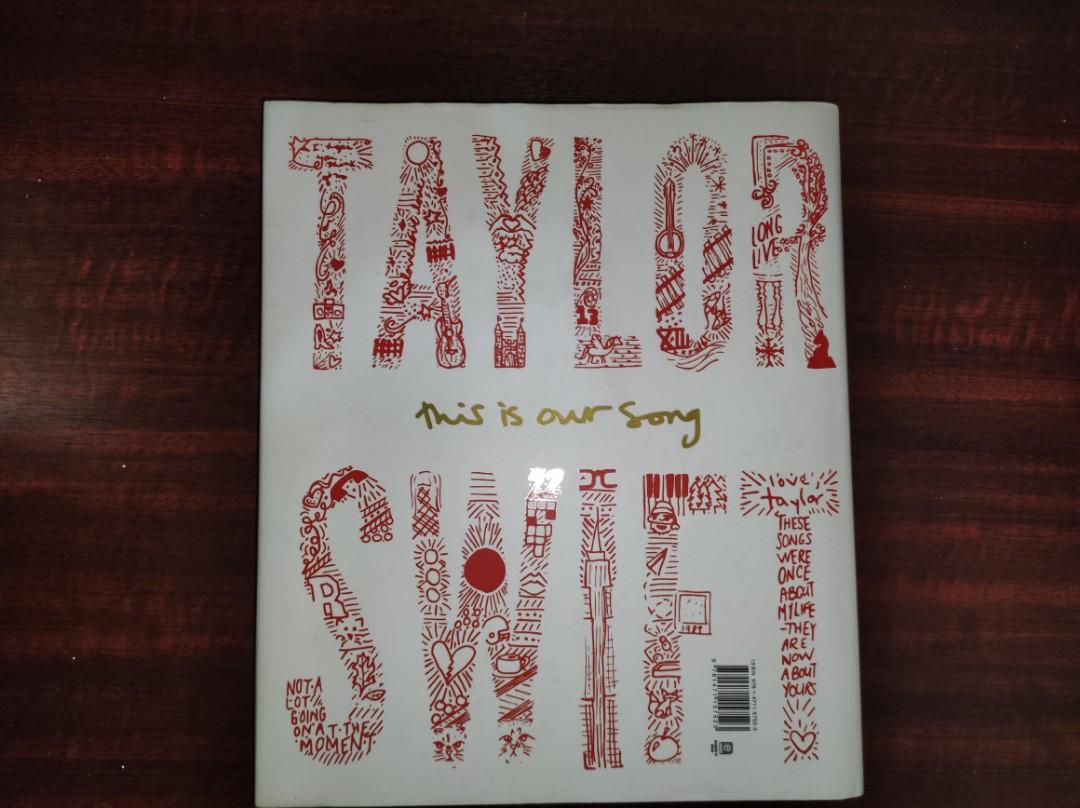 TAYLOR
LONG
LIVE
13
this is our song
SWIFT
22
love,
taylor
THESE
SONGS
WERE
ONCE
ABOUT
MY LIFE
-THEY
ARE
NOW
ABOUT
YOURS
1989
NOT A
LOT
GOING
ON AT THE
MOMENT